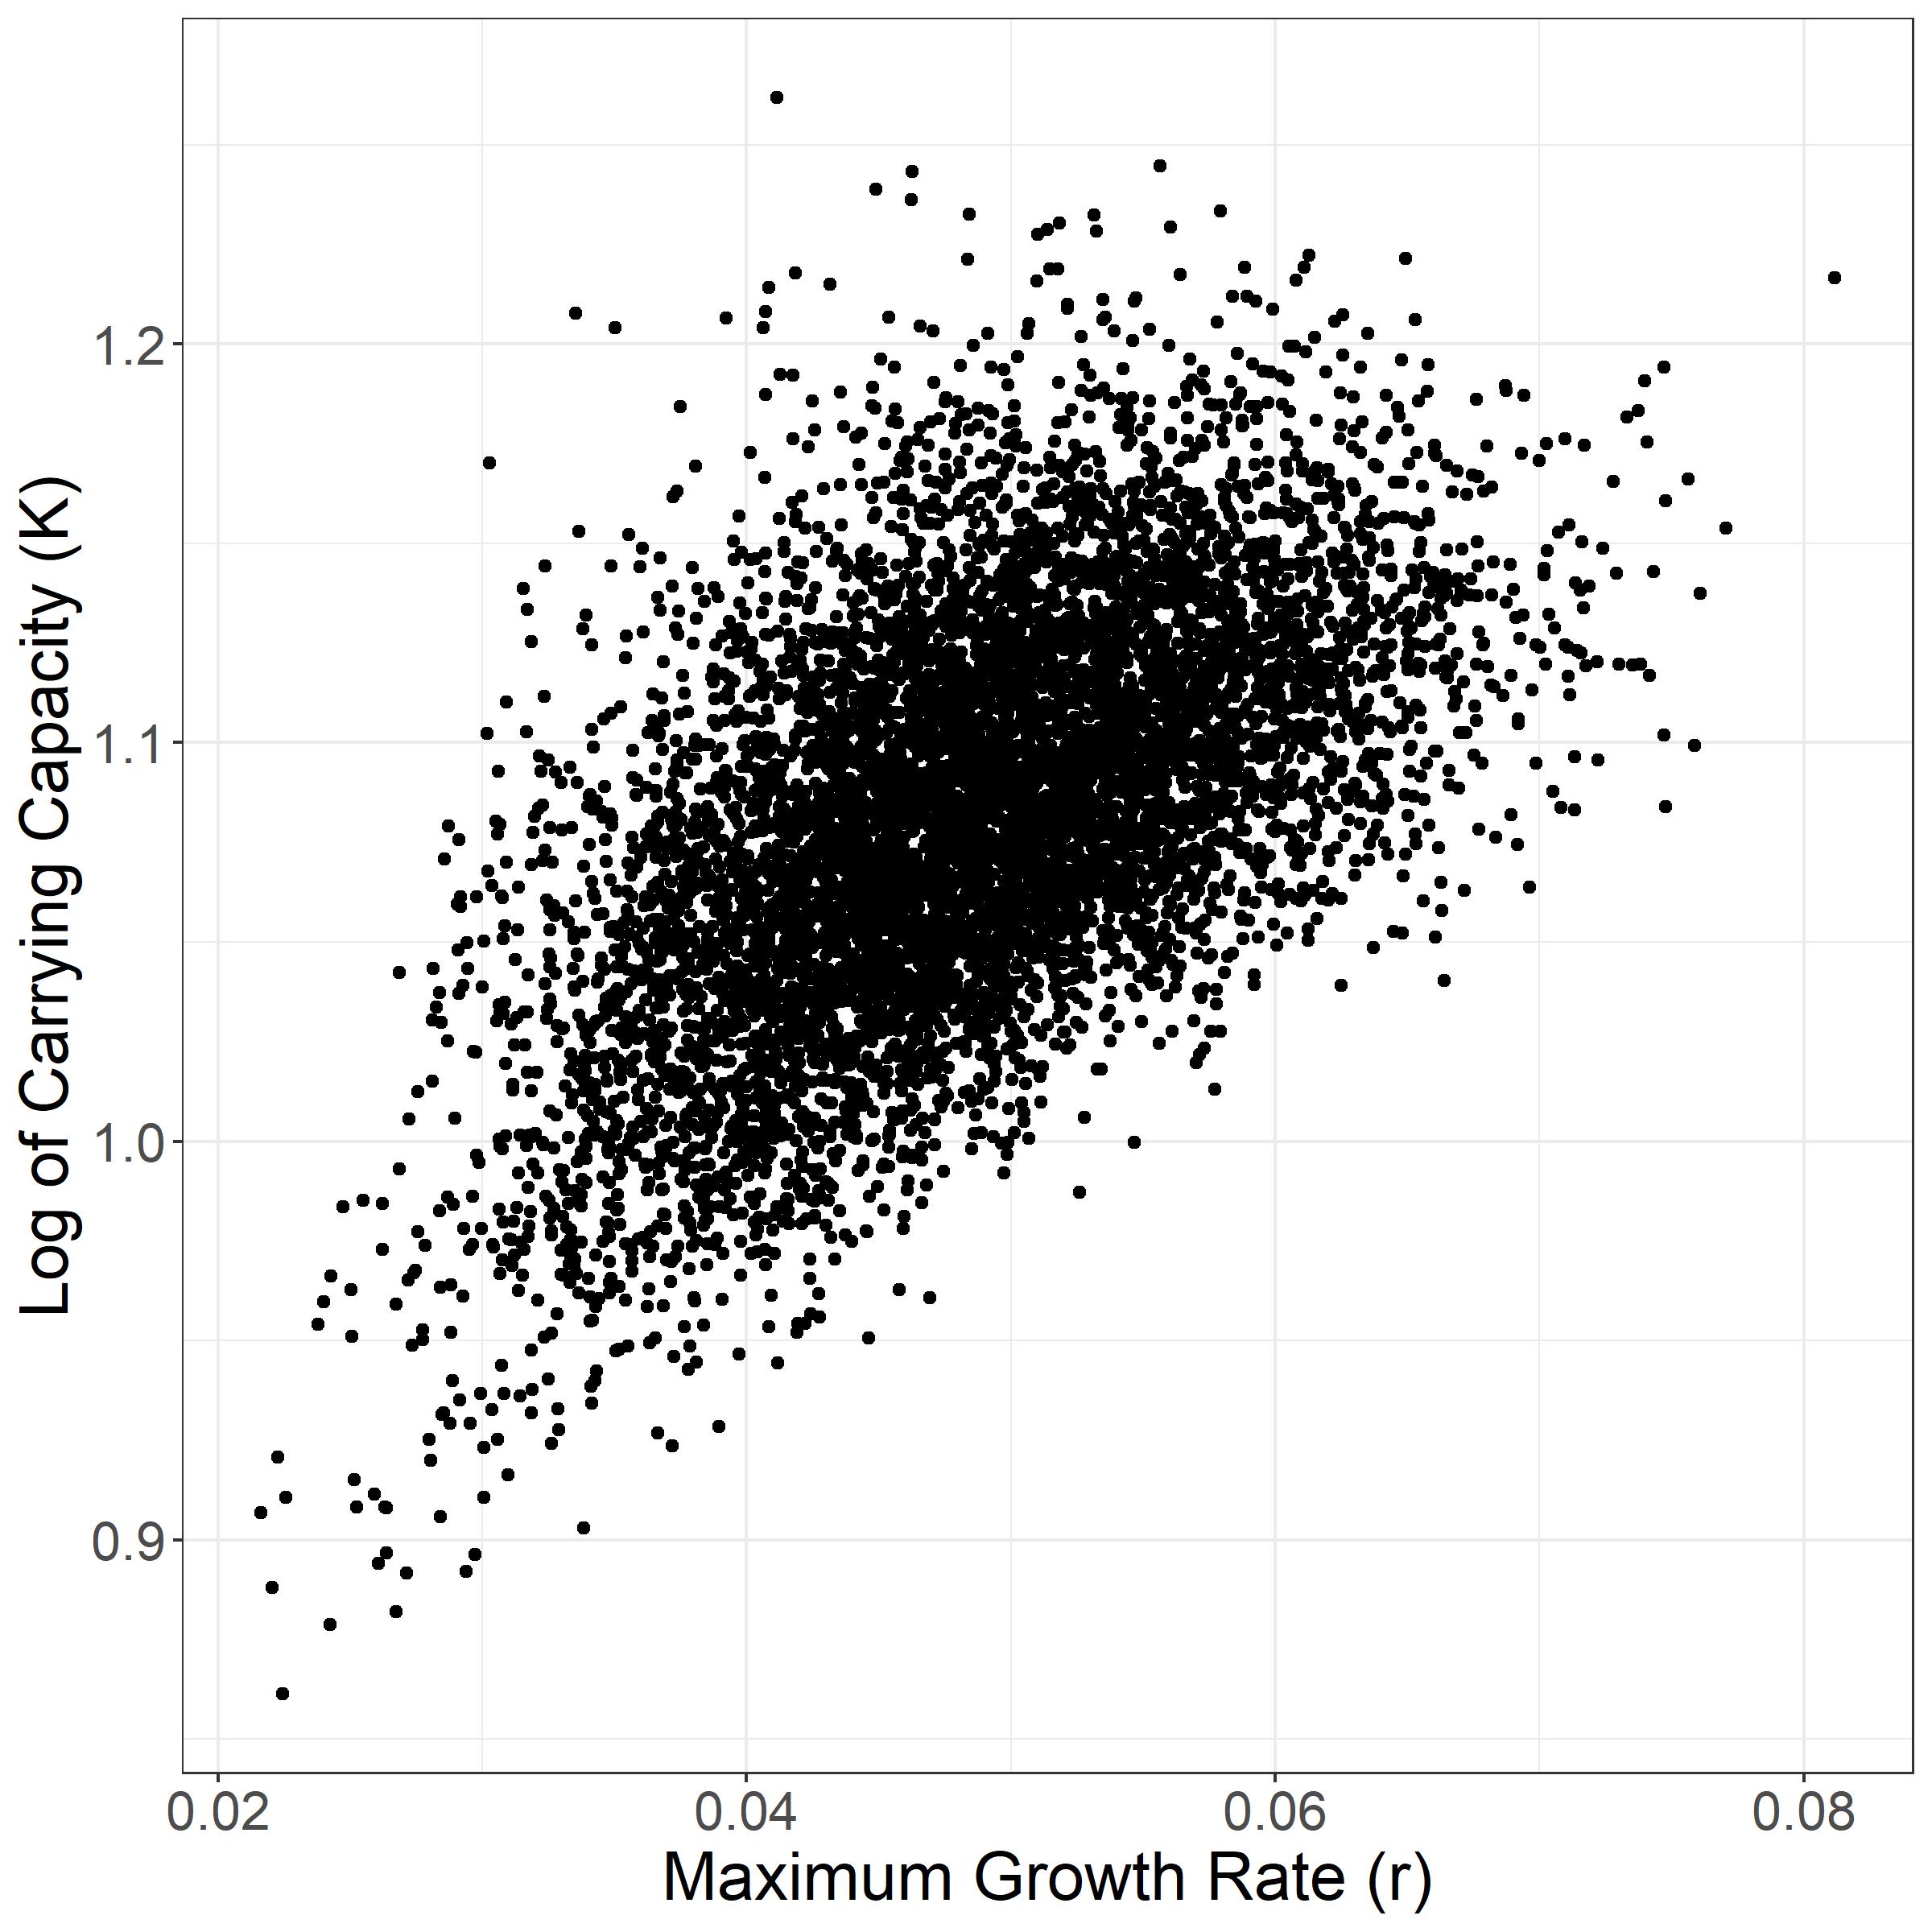 Log of Carrying Capacity (K)
1.2
1.1
1.0
0.9
0.02 0.04 0.06 0.08
Maximum Growth Rate (r)